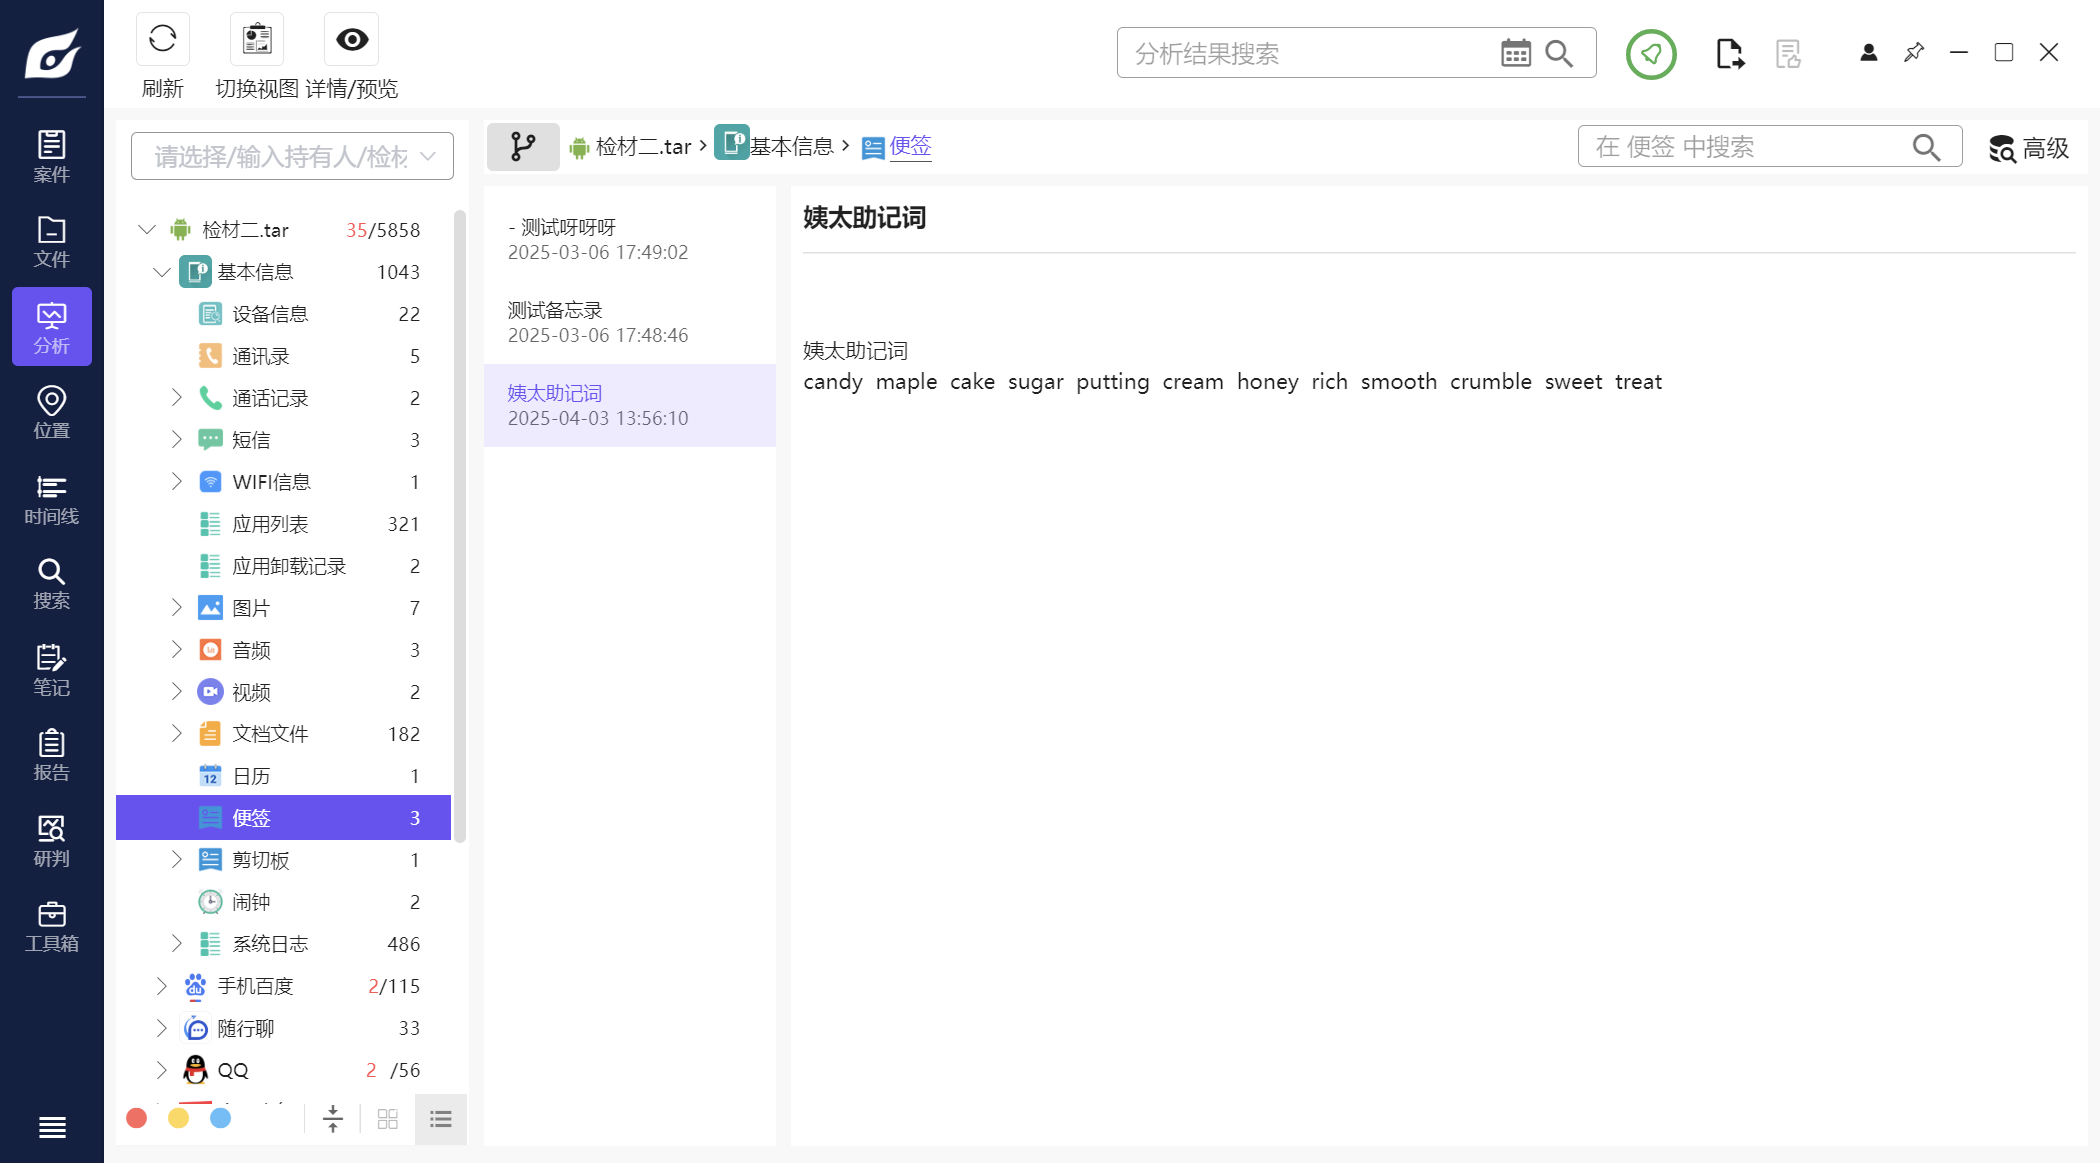 刷新
切换视图
详情/预览
分析结果搜索
案件
文件
分析
位置
时间线
搜索
笔记
报告
研判
工具箱
请选择/输入持有人/检材
检材二.tar 35/5858
基本信息 1043
设备信息 22
通讯录 5
通话记录 2
短信 3
WIFI信息 1
应用列表 321
应用卸载记录 2
图片 7
音频 3
视频 2
文档文件 182
12 日历 1
便签 3
剪切板 1
闹钟 2
系统日志 486
du 手机百度 2/115
随行聊 33
QQ 2 /56
检材二.tar › 基本信息 › 便签
在 便签 中搜索
高级
- 测试呀呀呀
2025-03-06 17:49:02
测试备忘录
2025-03-06 17:48:46
姨太助记词
2025-04-03 13:56:10
姨太助记词
姨太助记词
candy maple cake sugar putting cream honey rich smooth crumble sweet treat